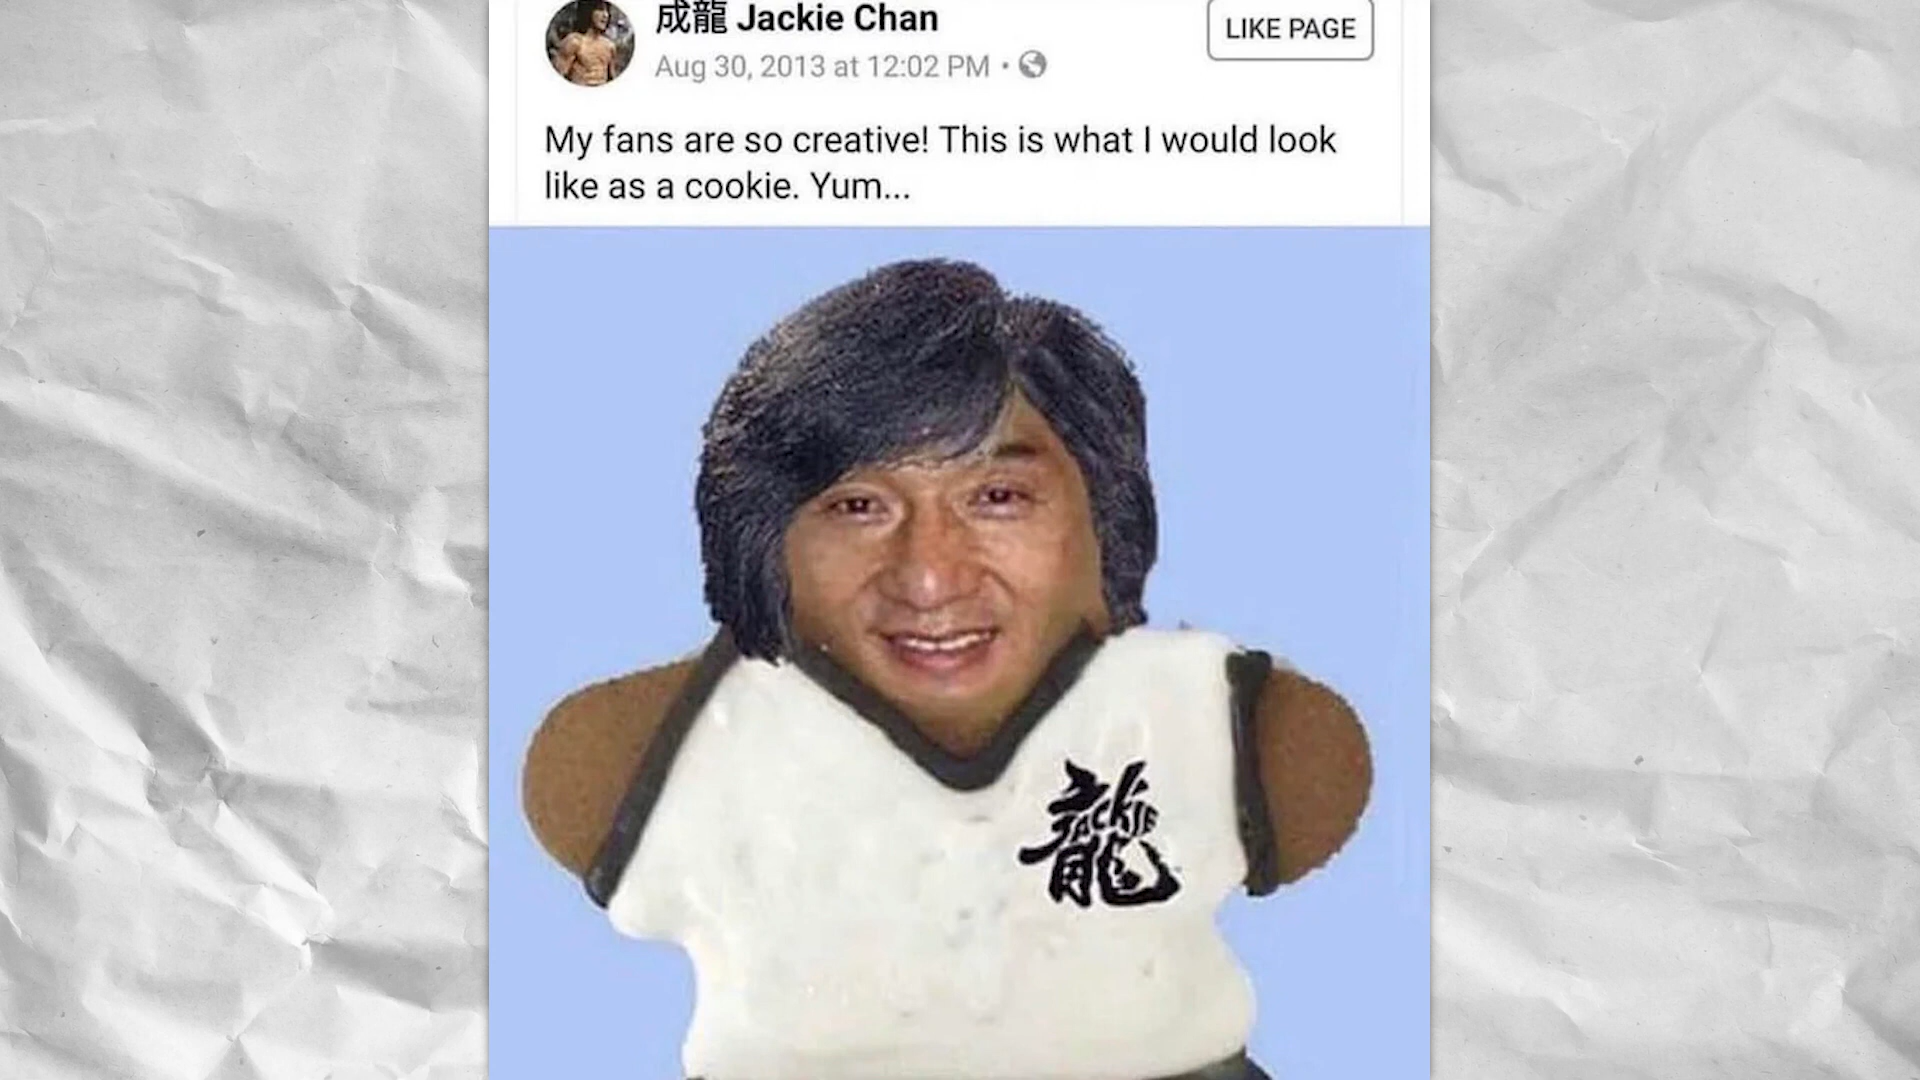 成龍 Jackie Chan
LIKE PAGE
Aug 30, 2013 at 12:02 PM •
My fans are so creative! This is what I would look
like as a cookie. Yum...
JACKIE
龍